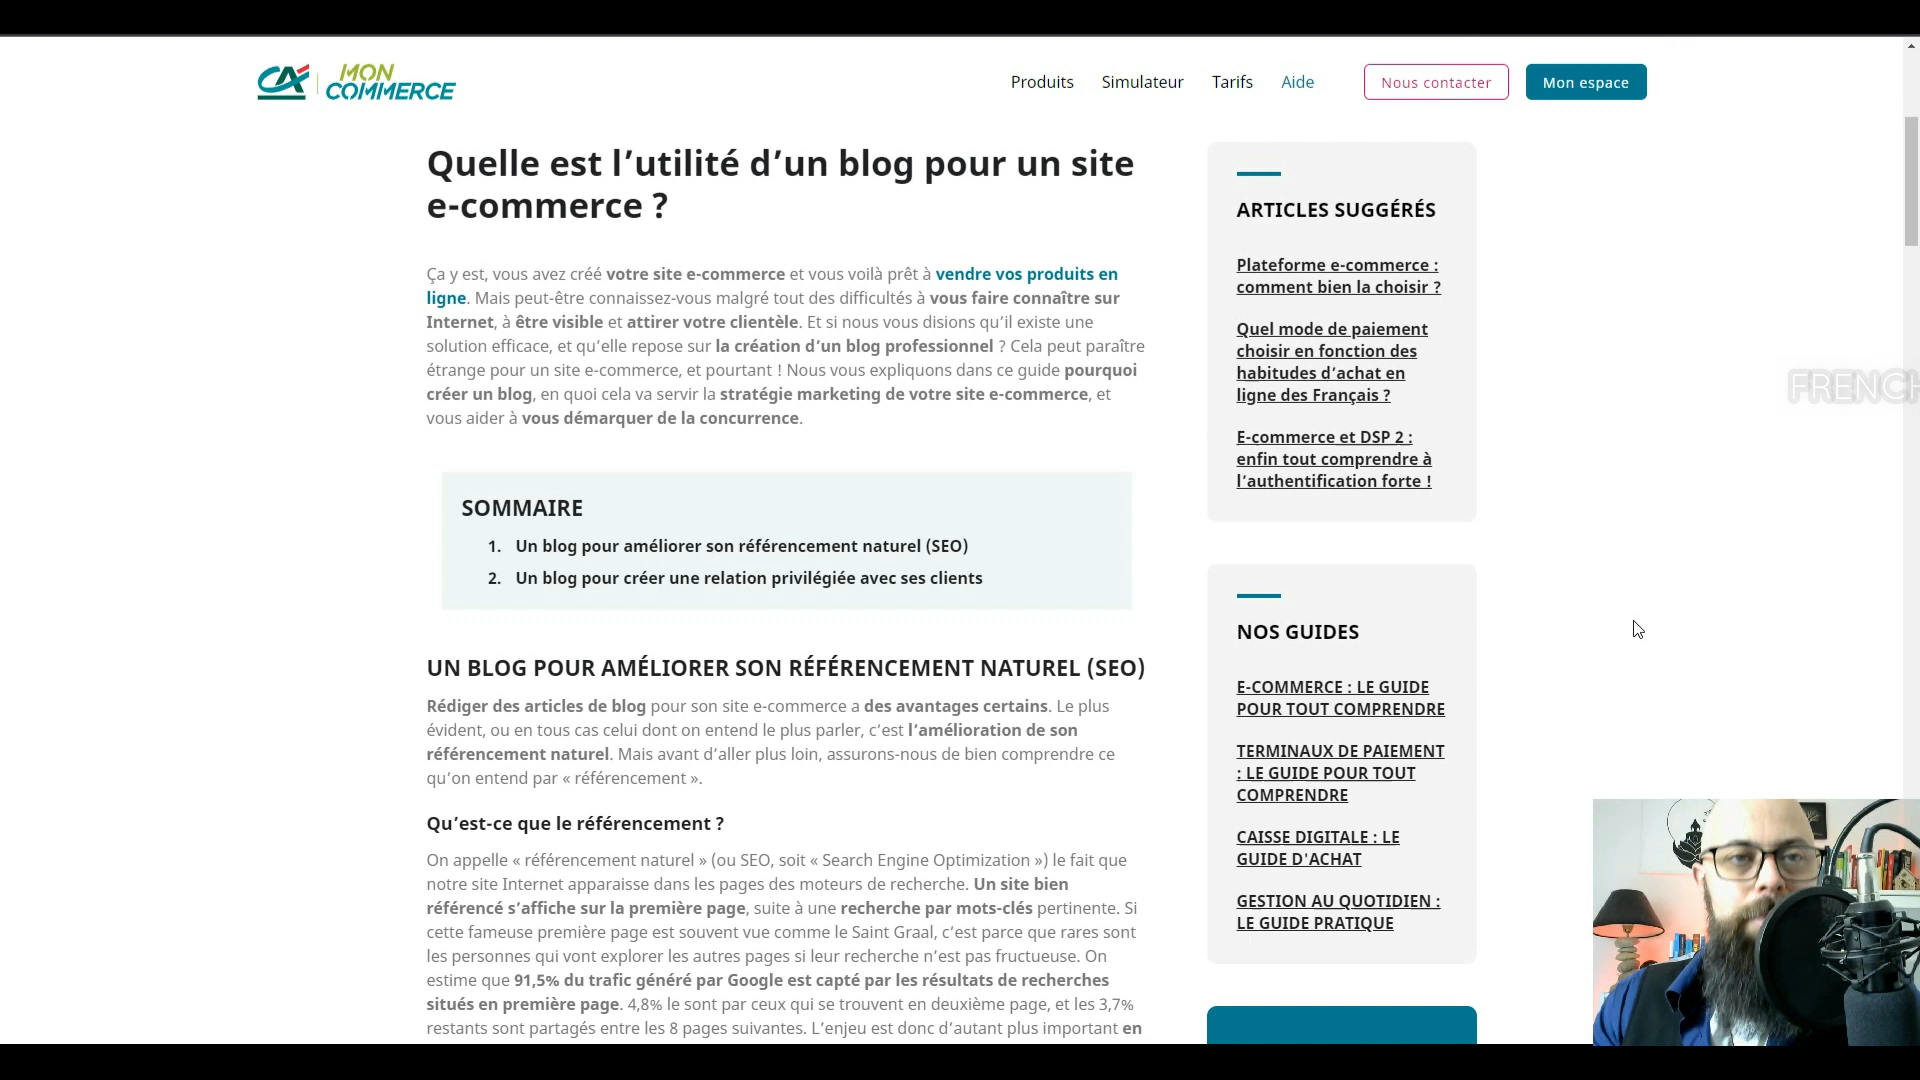 CA MON
COMMERCE
Produits Simulateur Tarifs Aide Nous contacter Mon espace
Quelle est l’utilité d’un blog pour un site
e-commerce ?
Ça y est, vous avez créé votre site e-commerce et vous voilà prêt à vendre vos produits en
ligne. Mais peut-être connaissez-vous malgré tout des difficultés à vous faire connaître sur
Internet, à être visible et attirer votre clientèle. Et si nous vous disions qu’il existe une
solution efficace, et qu’elle repose sur la création d’un blog professionnel ? Cela peut paraître
étrange pour un site e-commerce, et pourtant ! Nous vous expliquons dans ce guide pourquoi
créer un blog, en quoi cela va servir la stratégie marketing de votre site e-commerce, et
vous aider à vous démarquer de la concurrence.
SOMMAIRE
1. Un blog pour améliorer son référencement naturel (SEO)
2. Un blog pour créer une relation privilégiée avec ses clients
UN BLOG POUR AMÉLIORER SON RÉFÉRENCEMENT NATUREL (SEO)
Rédiger des articles de blog pour son site e-commerce a des avantages certains. Le plus
évident, ou en tous cas celui dont on entend le plus parler, c’est l’amélioration de son
référencement naturel. Mais avant d’aller plus loin, assurons-nous de bien comprendre ce
qu’on entend par « référencement ».
Qu’est-ce que le référencement ?
On appelle « référencement naturel » (ou SEO, soit « Search Engine Optimization ») le fait que
notre site Internet apparaisse dans les pages des moteurs de recherche. Un site bien
référencé s’affiche sur la première page, suite à une recherche par mots-clés pertinente. Si
cette fameuse première page est souvent vue comme le Saint Graal, c’est parce que rares sont
les personnes qui vont explorer les autres pages si leur recherche n’est pas fructueuse. On
estime que 91,5% du trafic généré par Google est capté par les résultats de recherches
situés en première page. 4,8% le sont par ceux qui se trouvent en deuxième page, et les 3,7%
restants sont partagés entre les 8 pages suivantes. L’enjeu est donc d’autant plus important en
ARTICLES SUGGÉRÉS
Plateforme e-commerce :
comment bien la choisir ?
Quel mode de paiement
choisir en fonction des
habitudes d’achat en
ligne des Français ?
E-commerce et DSP 2 :
enfin tout comprendre à
l’authentification forte !
NOS GUIDES
E-COMMERCE : LE GUIDE
POUR TOUT COMPRENDRE
TERMINAUX DE PAIEMENT
: LE GUIDE POUR TOUT
COMPRENDRE
CAISSE DIGITALE : LE
GUIDE D'ACHAT
GESTION AU QUOTIDIEN :
LE GUIDE PRATIQUE
FRENCH